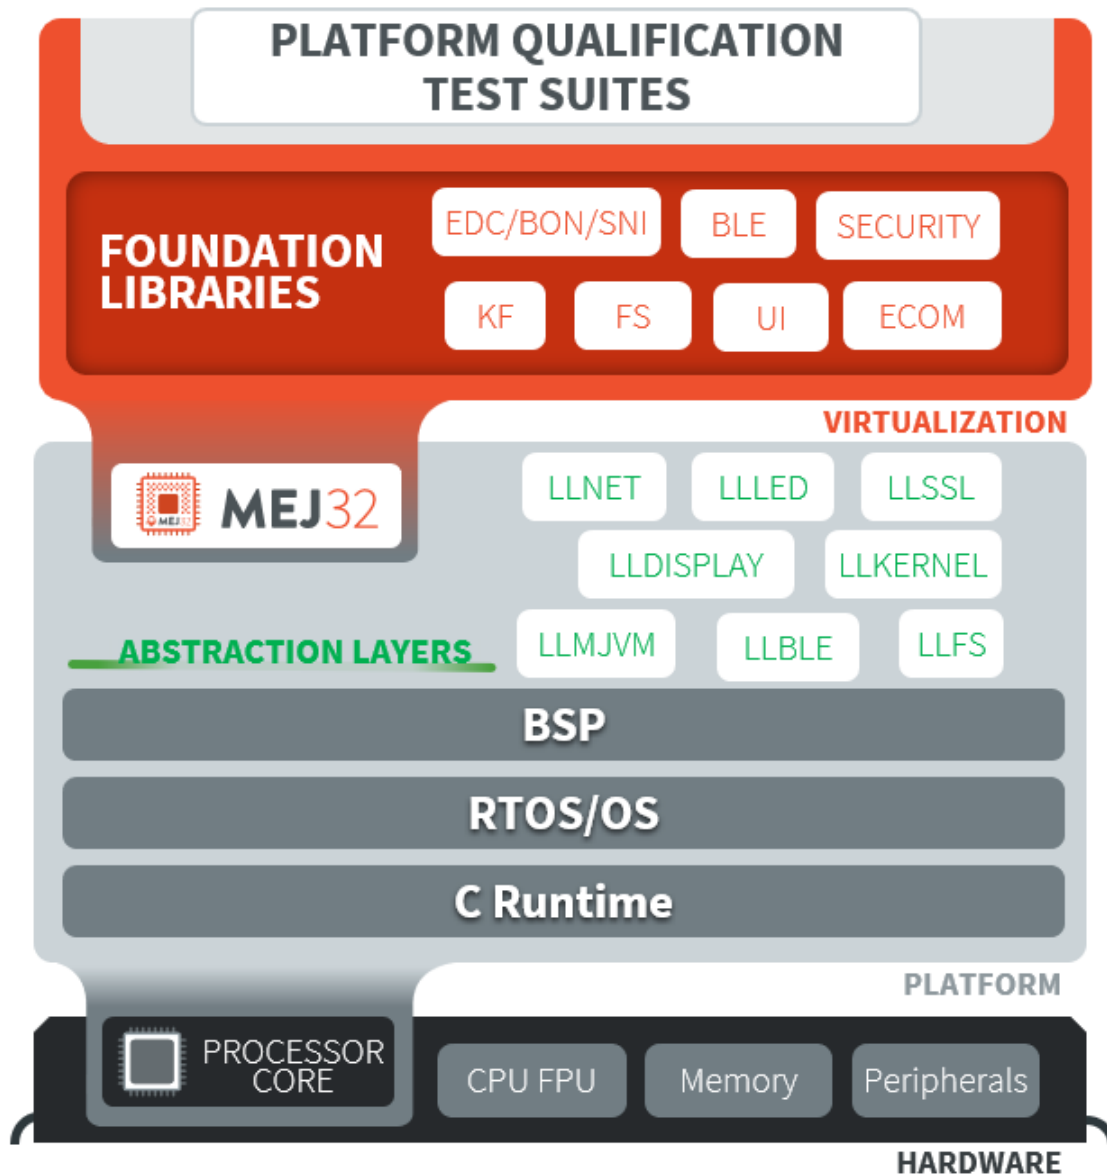 PLATFORM QUALIFICATION
TEST SUITES
FOUNDATION
LIBRARIES
EDC/BON/SNI
BLE
SECURITY
KF
FS
UI
ECOM
VIRTUALIZATION
MEJ32
MEJ32
LLNET
LLLED
LLSSL
LLDISPLAY
LLKERNEL
ABSTRACTION LAYERS
LLMJVM
LLBLE
LLFS
BSP
RTOS/OS
C Runtime
PLATFORM
PROCESSOR
CORE
CPU FPU
Memory
Peripherals
HARDWARE